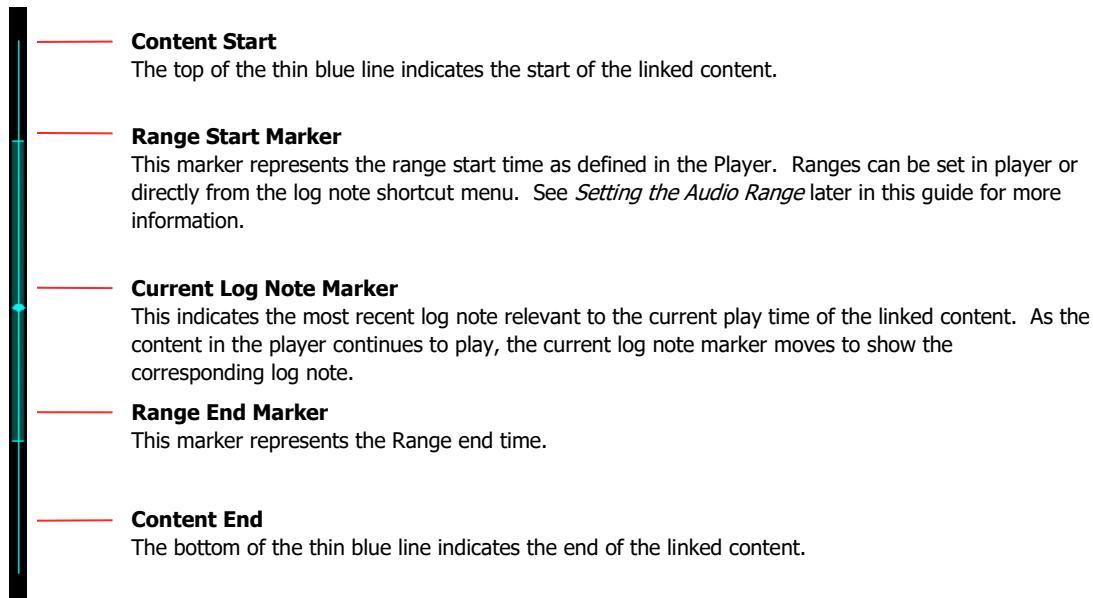 Content Start
The top of the thin blue line indicates the start of the linked content.
Range Start Marker
This marker represents the range start time as defined in the Player.  Ranges can be set in player or
directly from the log note shortcut menu.  See Setting the Audio Range later in this guide for more
information.
Current Log Note Marker
This indicates the most recent log note relevant to the current play time of the linked content.  As the
content in the player continues to play, the current log note marker moves to show the
corresponding log note.
Range End Marker
This marker represents the Range end time.
Content End
The bottom of the thin blue line indicates the end of the linked content.